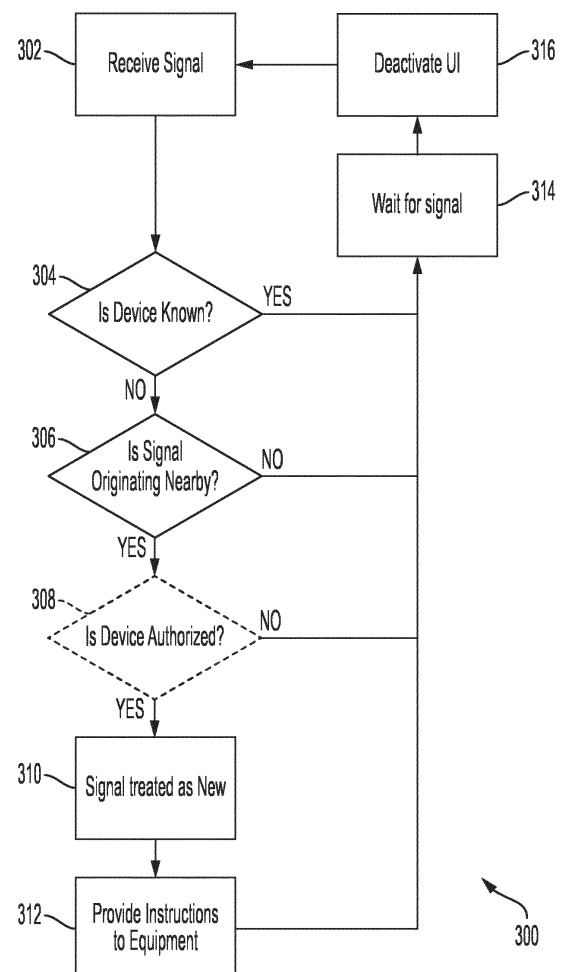 302
Receive Signal
Deactivate UI
316
Wait for signal
314
304
Is Device Known?
YES
NO
306
Is Signal
Originating Nearby?
NO
YES
308
Is Device Authorized?
NO
YES
310
Signal treated as New
312
Provide Instructions
to Equipment
300